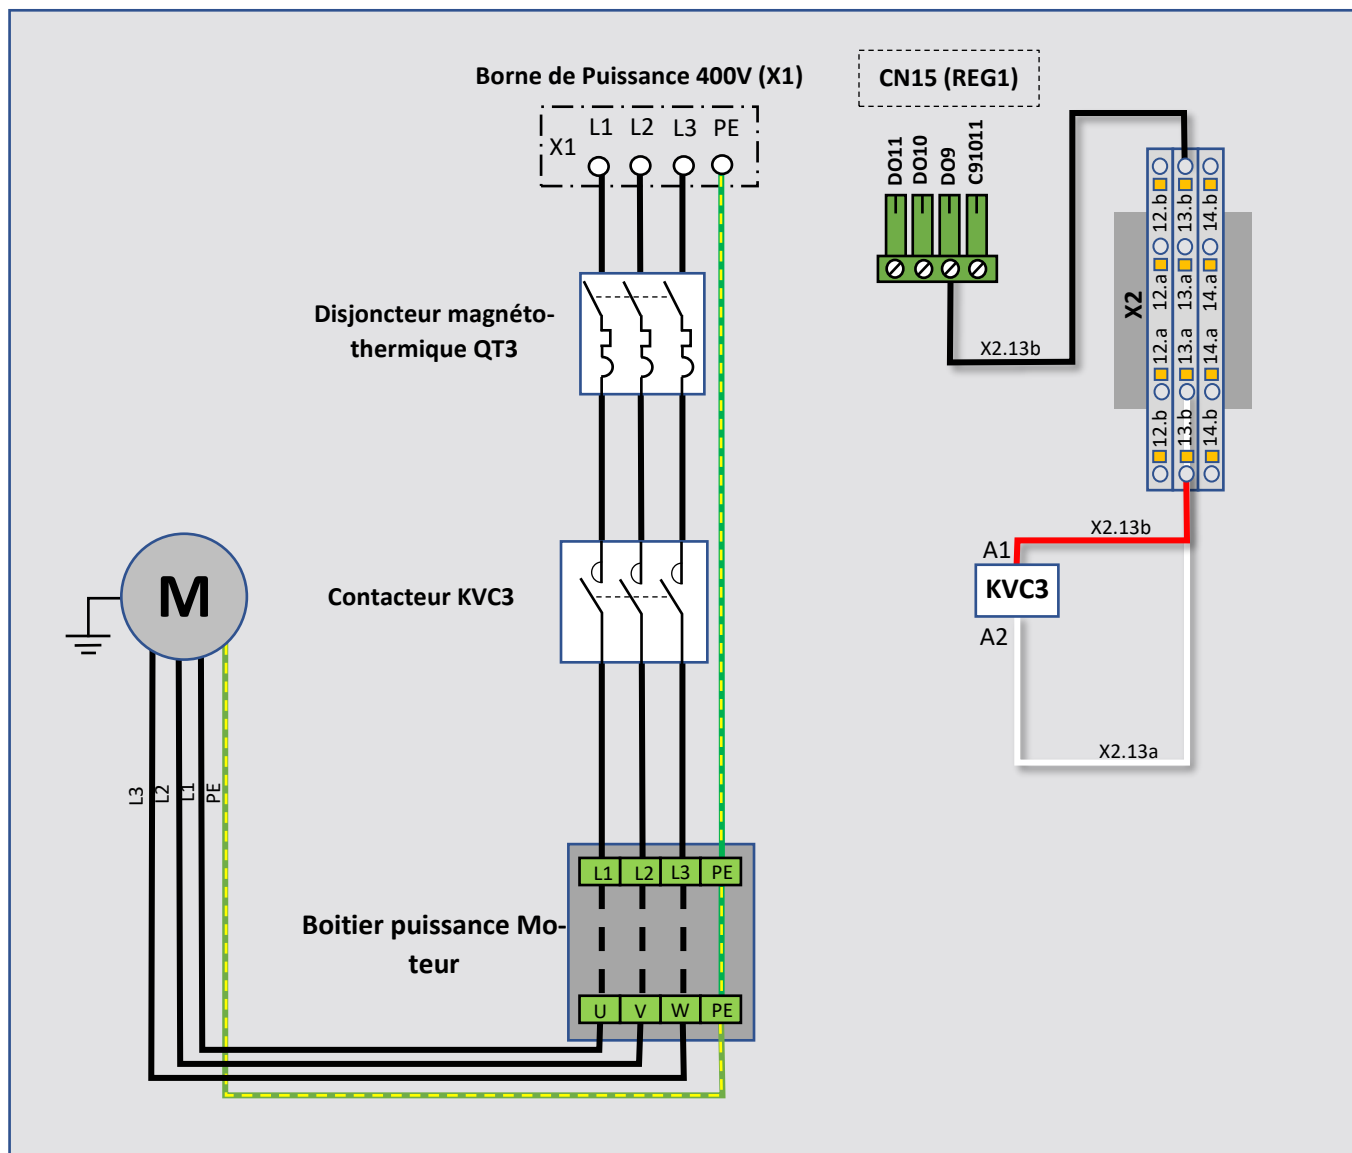 Borne de Puissance 400V (X1)
CN15 (REG1)
X1
L1 L2 L3 PE
DO11
DO10
DO9
C91011
12.b 13.b 14.b
12.a 13.a 14.a
X2
12.a 13.a 14.a
12.b 13.b 14.b
X2.13b
Disjoncteur magnéto-
thermique QT3
X2.13b
A1
KVC3
A2
X2.13a
Contacteur KVC3
M
L3
L2
L1
PE
L1 L2 L3 PE
Boitier puissance Mo-
teur
U V W PE